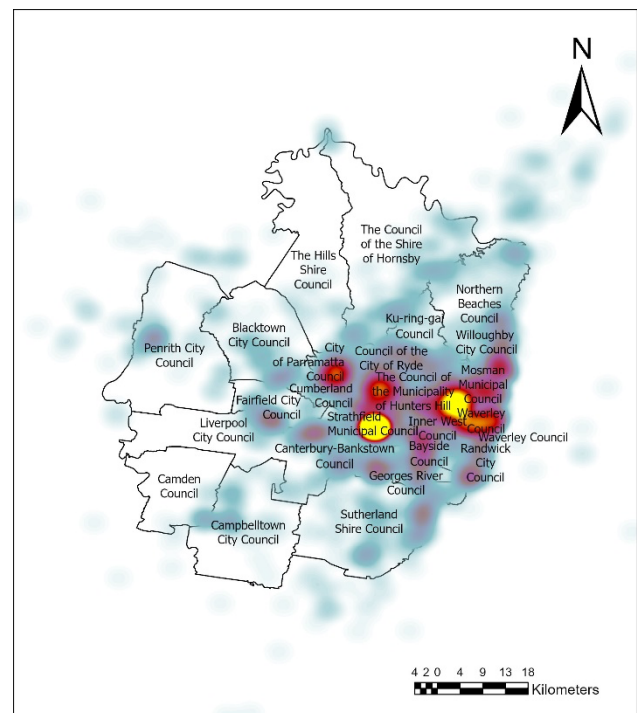 N
The Council
of the Shire
of Hornsby
The Hills
Shire
Council
Northern
Beaches
Council
Ku-ring-gai
Council
Blacktown
City Council
Willoughby
City Council
Penrith City
Council
City
of Parramatta
Council
Council of the
City of Ryde
Mosman
Municipal
Council
The Council of
the Municipality
of Hunters Hill
Cumberland
Council
Fairfield City
Council
Strathfield
Municipal Council
Inner West
Council
Waverley
Council
Waverley Council
Liverpool
City Council
Canterbury-Bankstown
Council
Bayside
Council
Randwick
City
Council
Georges River
Council
Camden
Council
Campbelltown
City Council
Sutherland
Shire Council
4 2 0 4 9 13 18
Kilometers